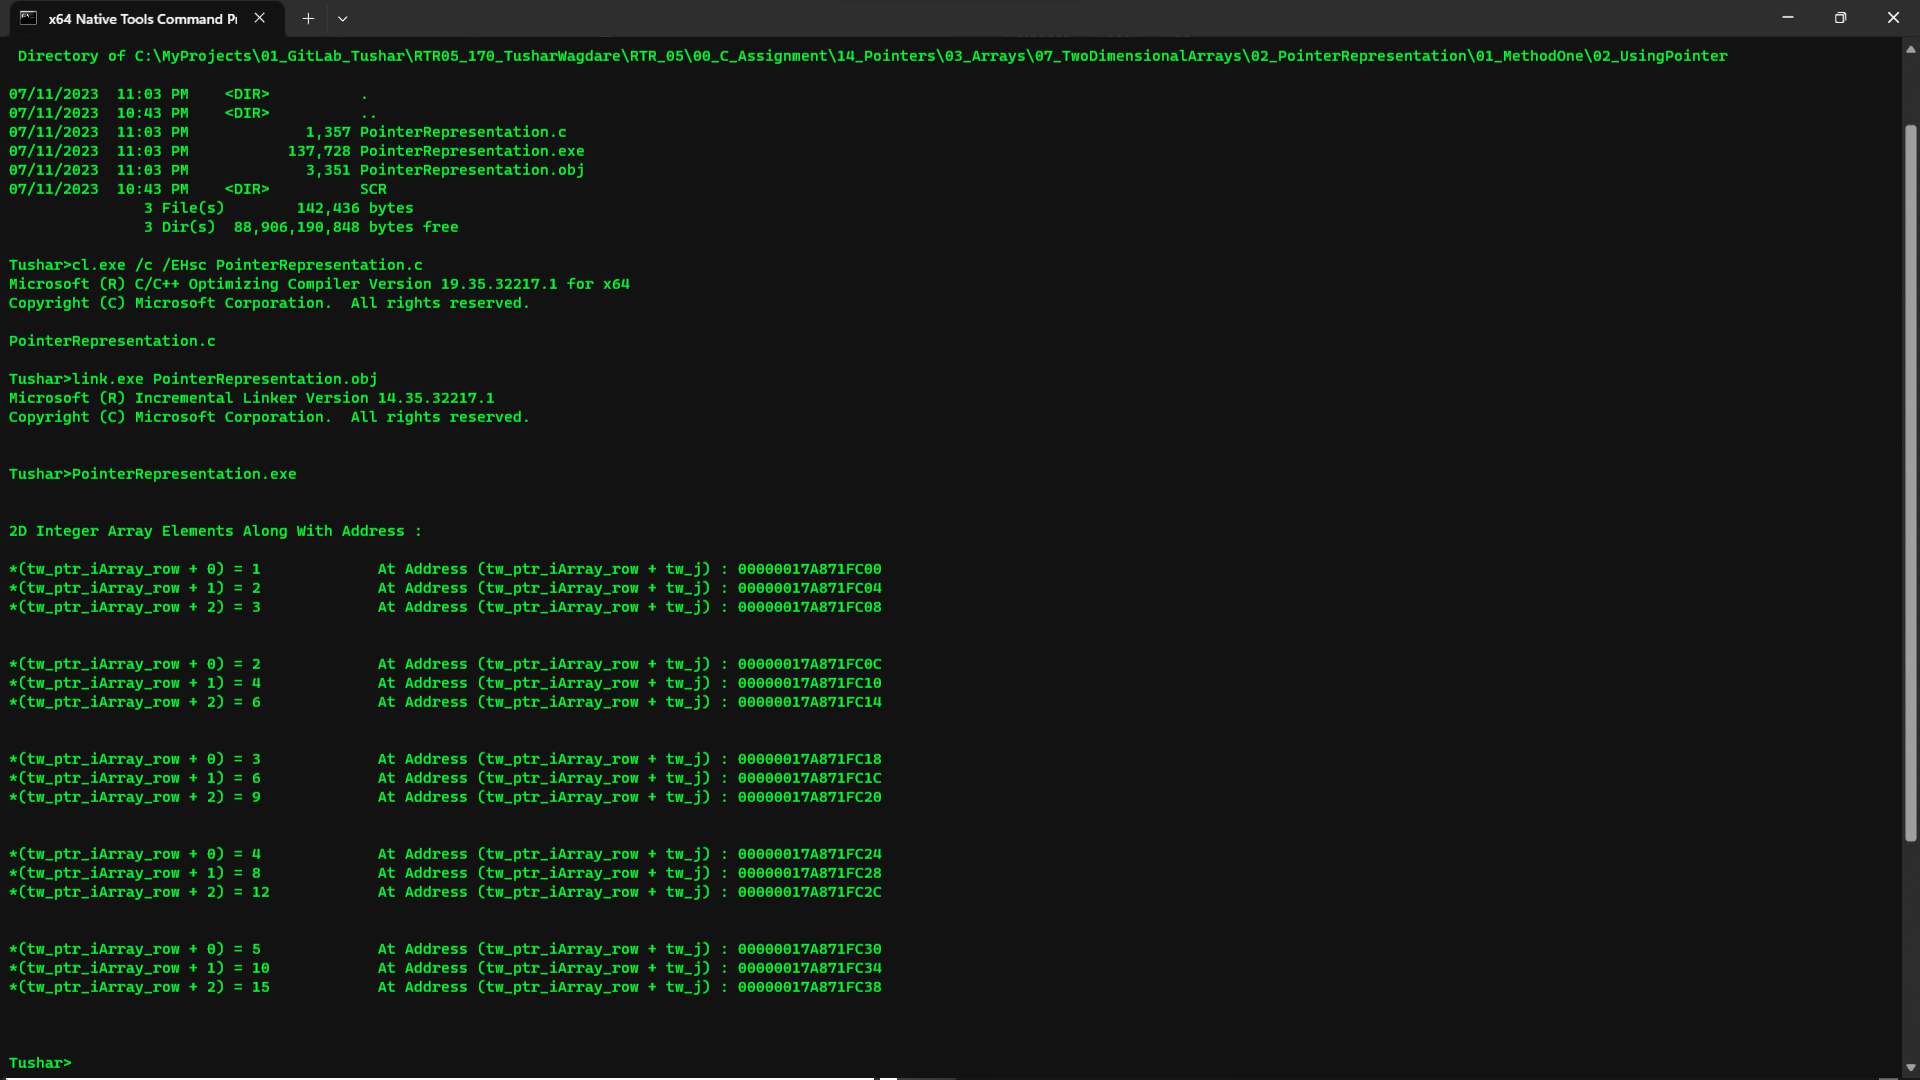 x64 Native Tools Command P
 Directory of C:\MyProjects\01_GitLab_Tushar\RTR05_170_TusharWagdare\RTR_05\00_C_Assignment\14_Pointers\03_Arrays\07_TwoDimensionalArrays\02_PointerRepresentation\01_MethodOne\02_UsingPointer
07/11/2023  11:03 PM    <DIR>          .
07/11/2023  10:43 PM    <DIR>          ..
07/11/2023  11:03 PM             1,357 PointerRepresentation.c
07/11/2023  11:03 PM           137,728 PointerRepresentation.exe
07/11/2023  11:03 PM             3,351 PointerRepresentation.obj
07/11/2023  10:43 PM    <DIR>          SCR
               3 File(s)        142,436 bytes
               3 Dir(s)  88,906,190,848 bytes free
Tushar>cl.exe /c /EHsc PointerRepresentation.c
Microsoft (R) C/C++ Optimizing Compiler Version 19.35.32217.1 for x64
Copyright (C) Microsoft Corporation.  All rights reserved.
PointerRepresentation.c
Tushar>link.exe PointerRepresentation.obj
Microsoft (R) Incremental Linker Version 14.35.32217.1
Copyright (C) Microsoft Corporation.  All rights reserved.
Tushar>PointerRepresentation.exe
2D Integer Array Elements Along With Address :
*(tw_ptr_iArray_row + 0) = 1             At Address (tw_ptr_iArray_row + tw_j) : 00000017A871FC00
*(tw_ptr_iArray_row + 1) = 2             At Address (tw_ptr_iArray_row + tw_j) : 00000017A871FC04
*(tw_ptr_iArray_row + 2) = 3             At Address (tw_ptr_iArray_row + tw_j) : 00000017A871FC08
*(tw_ptr_iArray_row + 0) = 2             At Address (tw_ptr_iArray_row + tw_j) : 00000017A871FC0C
*(tw_ptr_iArray_row + 1) = 4             At Address (tw_ptr_iArray_row + tw_j) : 00000017A871FC10
*(tw_ptr_iArray_row + 2) = 6             At Address (tw_ptr_iArray_row + tw_j) : 00000017A871FC14
*(tw_ptr_iArray_row + 0) = 3             At Address (tw_ptr_iArray_row + tw_j) : 00000017A871FC18
*(tw_ptr_iArray_row + 1) = 6             At Address (tw_ptr_iArray_row + tw_j) : 00000017A871FC1C
*(tw_ptr_iArray_row + 2) = 9             At Address (tw_ptr_iArray_row + tw_j) : 00000017A871FC20
*(tw_ptr_iArray_row + 0) = 4             At Address (tw_ptr_iArray_row + tw_j) : 00000017A871FC24
*(tw_ptr_iArray_row + 1) = 8             At Address (tw_ptr_iArray_row + tw_j) : 00000017A871FC28
*(tw_ptr_iArray_row + 2) = 12            At Address (tw_ptr_iArray_row + tw_j) : 00000017A871FC2C
*(tw_ptr_iArray_row + 0) = 5             At Address (tw_ptr_iArray_row + tw_j) : 00000017A871FC30
*(tw_ptr_iArray_row + 1) = 10            At Address (tw_ptr_iArray_row + tw_j) : 00000017A871FC34
*(tw_ptr_iArray_row + 2) = 15            At Address (tw_ptr_iArray_row + tw_j) : 00000017A871FC38
Tushar>